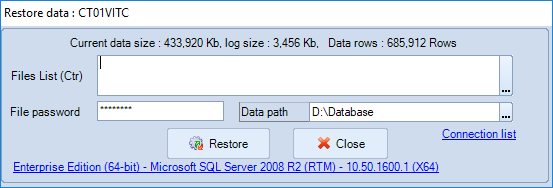 Restore data : CT01VITC
Current data size : 433,920 Kb, log size : 3,456 Kb, Data rows : 685,912 Rows
Files List (Ctr)
...
File password ******** Data path D:\Database ...
Restore Close
Connection list
Enterprise Edition (64-bit) - Microsoft SQL Server 2008 R2 (RTM) - 10.50.1600.1 (X64)